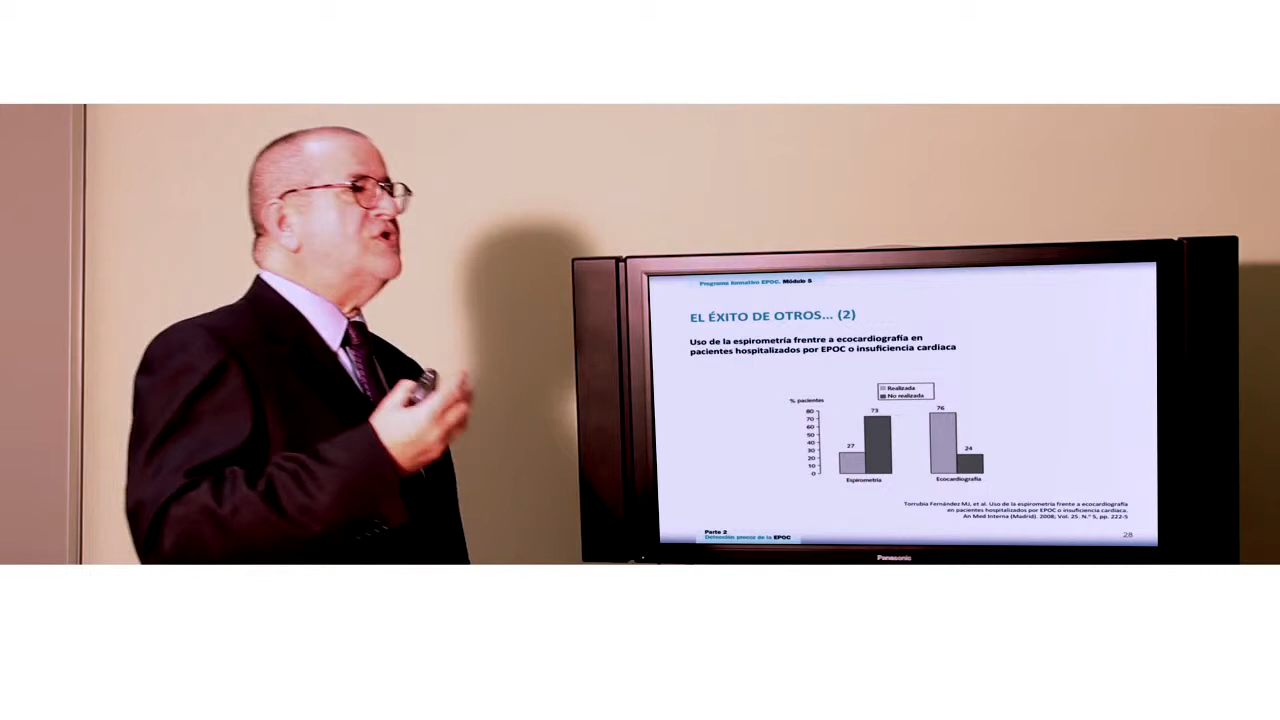 Programa formativo EPOC. Módulo 5
EL ÉXITO DE OTROS... (2)
Uso de la espirometría frente a ecocardiografía en
pacientes hospitalizados por EPOC o insuficiencia cardiaca
Realizada
No realizada
% pacientes
80
70
60
50
40
30
20
10
0
27
73
76
24
Espirometría
Ecocardiografía
Torrubia Fernández MJ, et al. Uso de la espirometría frente a ecocardiografía
en pacientes hospitalizados por EPOC o insuficiencia cardiaca.
An Med Interna (Madrid). 2008; Vol. 25. N.º 5, pp. 222-5
Parte 2
Detección precoz de la EPOC
28
Panasonic